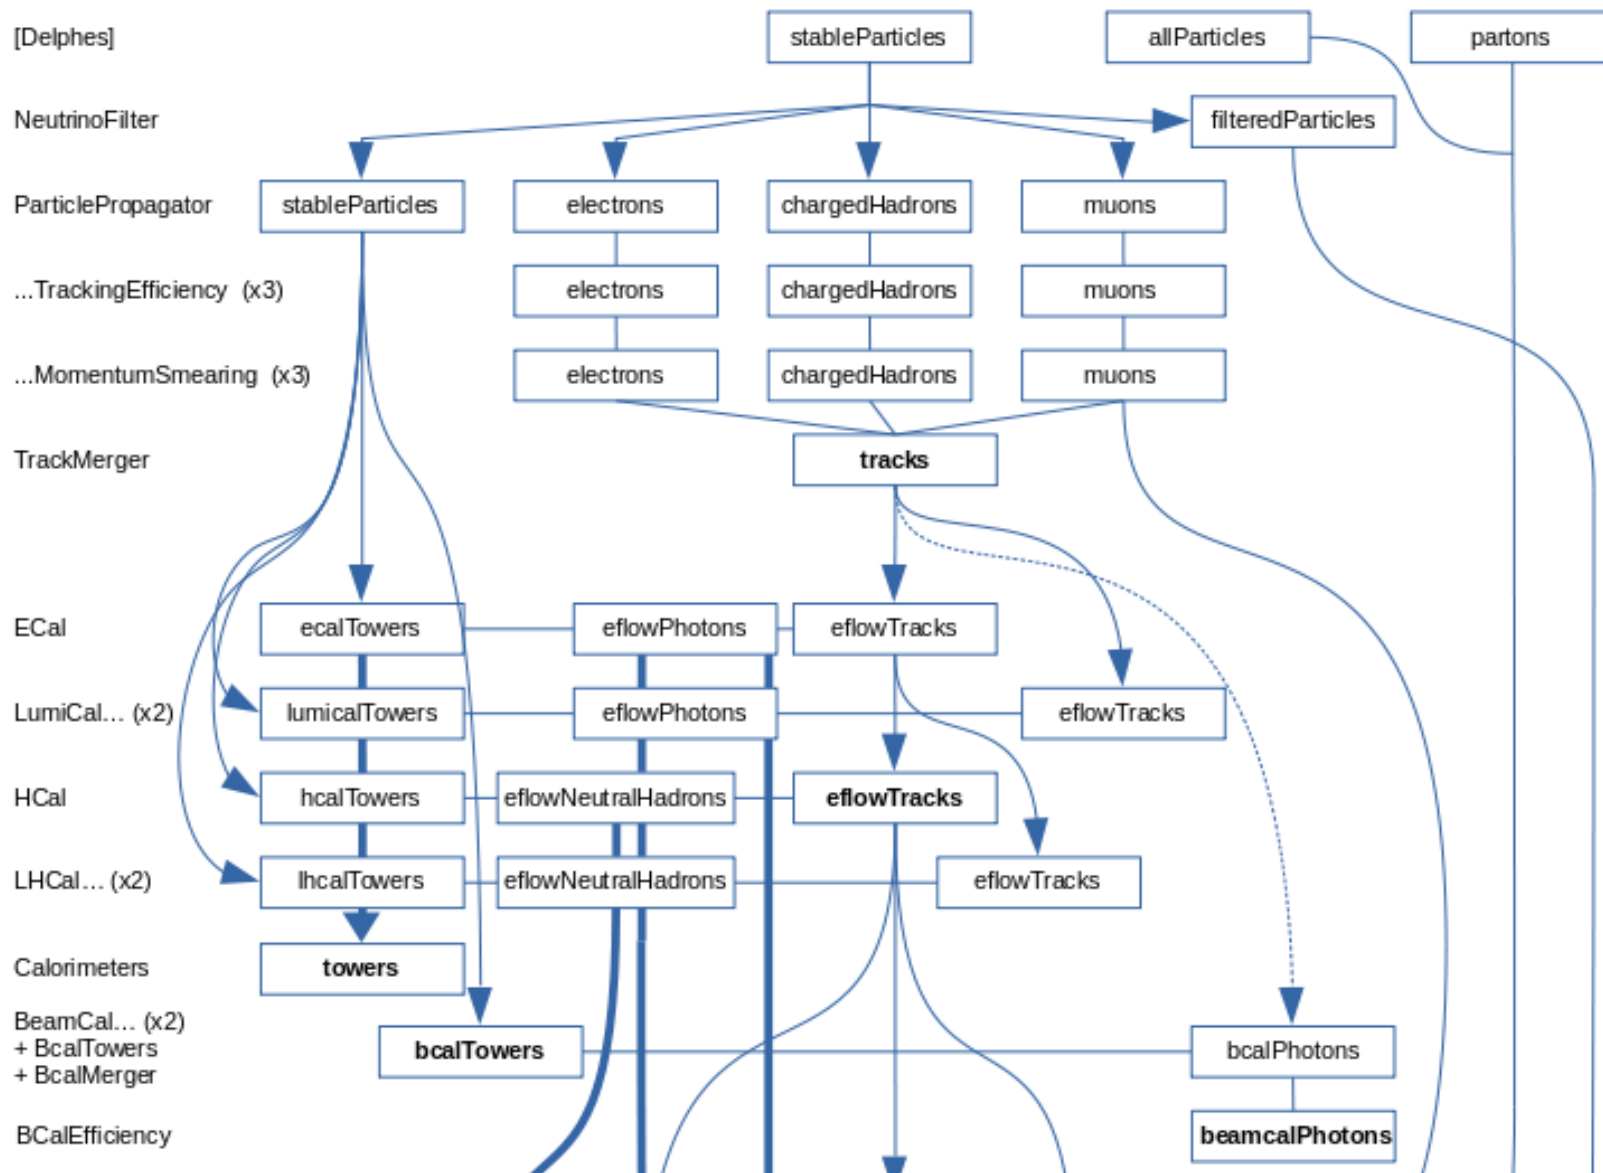 [Delphes] stableParticles allParticles partons
NeutrinoFilter filteredParticles
ParticlePropagator stableParticles electrons chargedHadrons muons
...TrackingEfficiency (x3) electrons chargedHadrons muons
...MomentumSmearing (x3) electrons chargedHadrons muons
TrackMerger tracks
ECal ecalTowers eflowPhotons eflowTracks
LumiCal... (x2) lumicalTowers eflowPhotons eflowTracks
HCal hcalTowers eflowNeutralHadrons eflowTracks
LHCal... (x2) lhcalTowers eflowNeutralHadrons eflowTracks
Calorimeters towers
BeamCal... (x2)
+ BcalTowers bcalTowers bcalPhotons
+ BcalMerger
BCalEfficiency beamcalPhotons